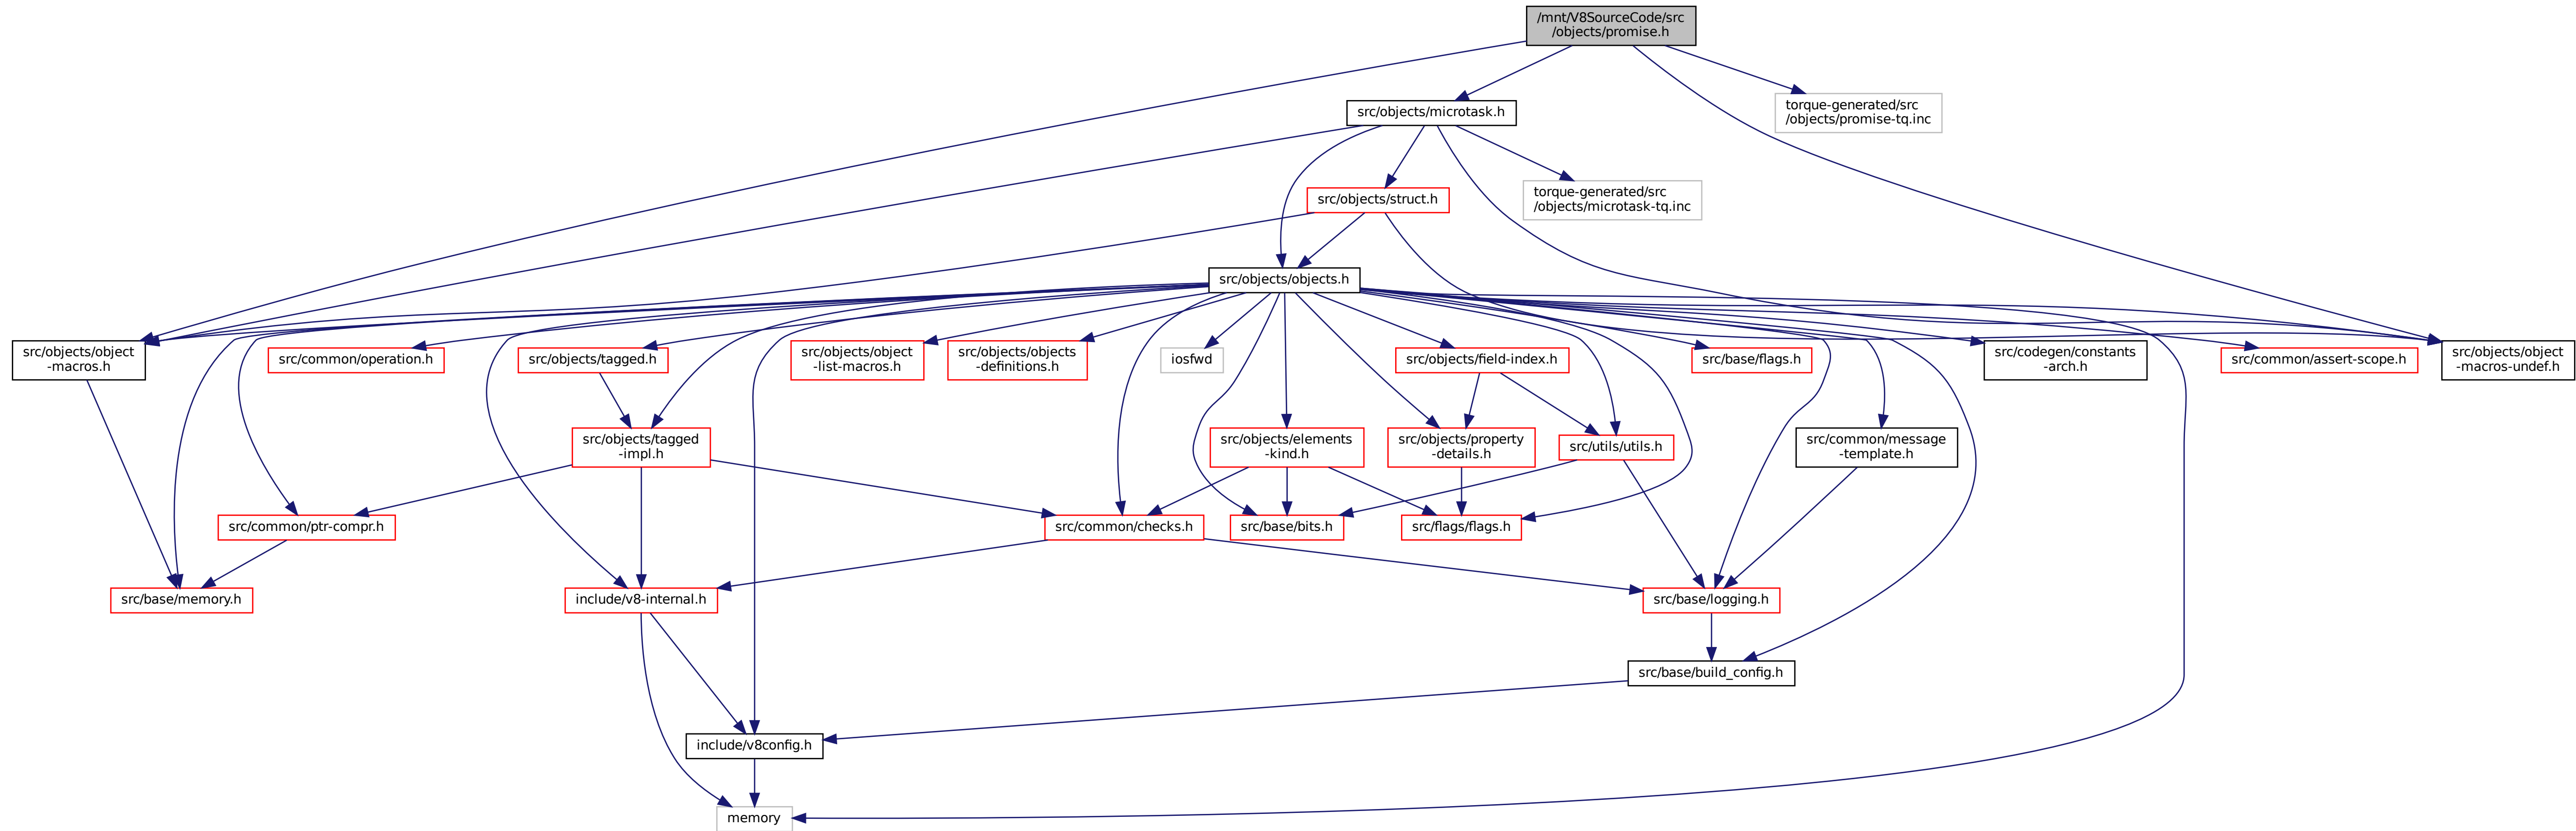 /mnt/V8SourceCode/src
/objects/promise.h
src/objects/microtask.h
torque-generated/src
/objects/promise-tq.inc
src/objects/struct.h
torque-generated/src
/objects/microtask-tq.inc
src/objects/objects.h
src/objects/object
-macros.h
src/common/operation.h
src/objects/tagged.h
src/objects/object
-list-macros.h
src/objects/objects
-definitions.h
iosfwd
src/objects/field-index.h
src/base/flags.h
src/codegen/constants
-arch.h
src/common/assert-scope.h
src/objects/object
-macros-undef.h
src/objects/tagged
-impl.h
src/objects/elements
-kind.h
src/objects/property
-details.h
src/utils/utils.h
src/common/message
-template.h
src/common/ptr-compr.h
src/common/checks.h
src/base/bits.h
src/flags/flags.h
src/base/memory.h
include/v8-internal.h
src/base/logging.h
src/base/build_config.h
include/v8config.h
memory